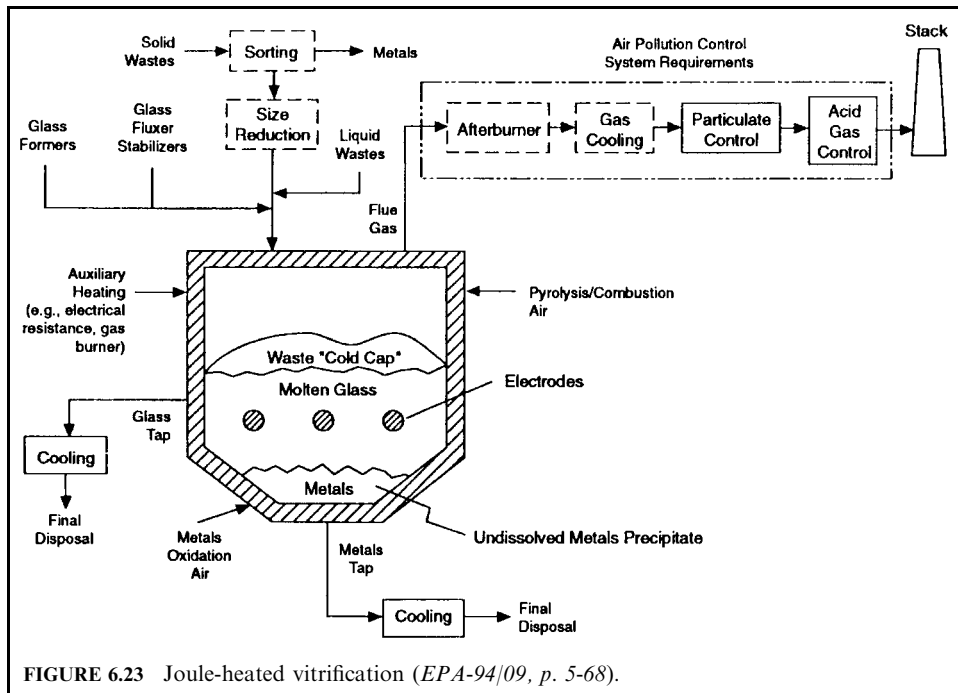 Solid
Wastes
Sorting
Metals
Air Pollution Control
System Requirements
Stack
Glass
Formers
Glass
Fluxer
Stabilizers
Size
Reduction
Liquid
Wastes
Afterburner
Gas
Cooling
Particulate
Control
Acid
Gas
Control
Flue
Gas
Auxiliary
Heating
(e.g., electrical
resistance, gas
burner)
Pyrolysis/Combustion
Air
Waste "Cold Cap"
Molten Glass
Electrodes
Glass
Tap
Cooling
Final
Disposal
Metals
Metals
Oxidation
Air
Undissolved Metals Precipitate
Metals
Tap
Cooling
Final
Disposal
FIGURE 6.23 Joule-heated vitrification (EPA-94/09, p. 5-68).